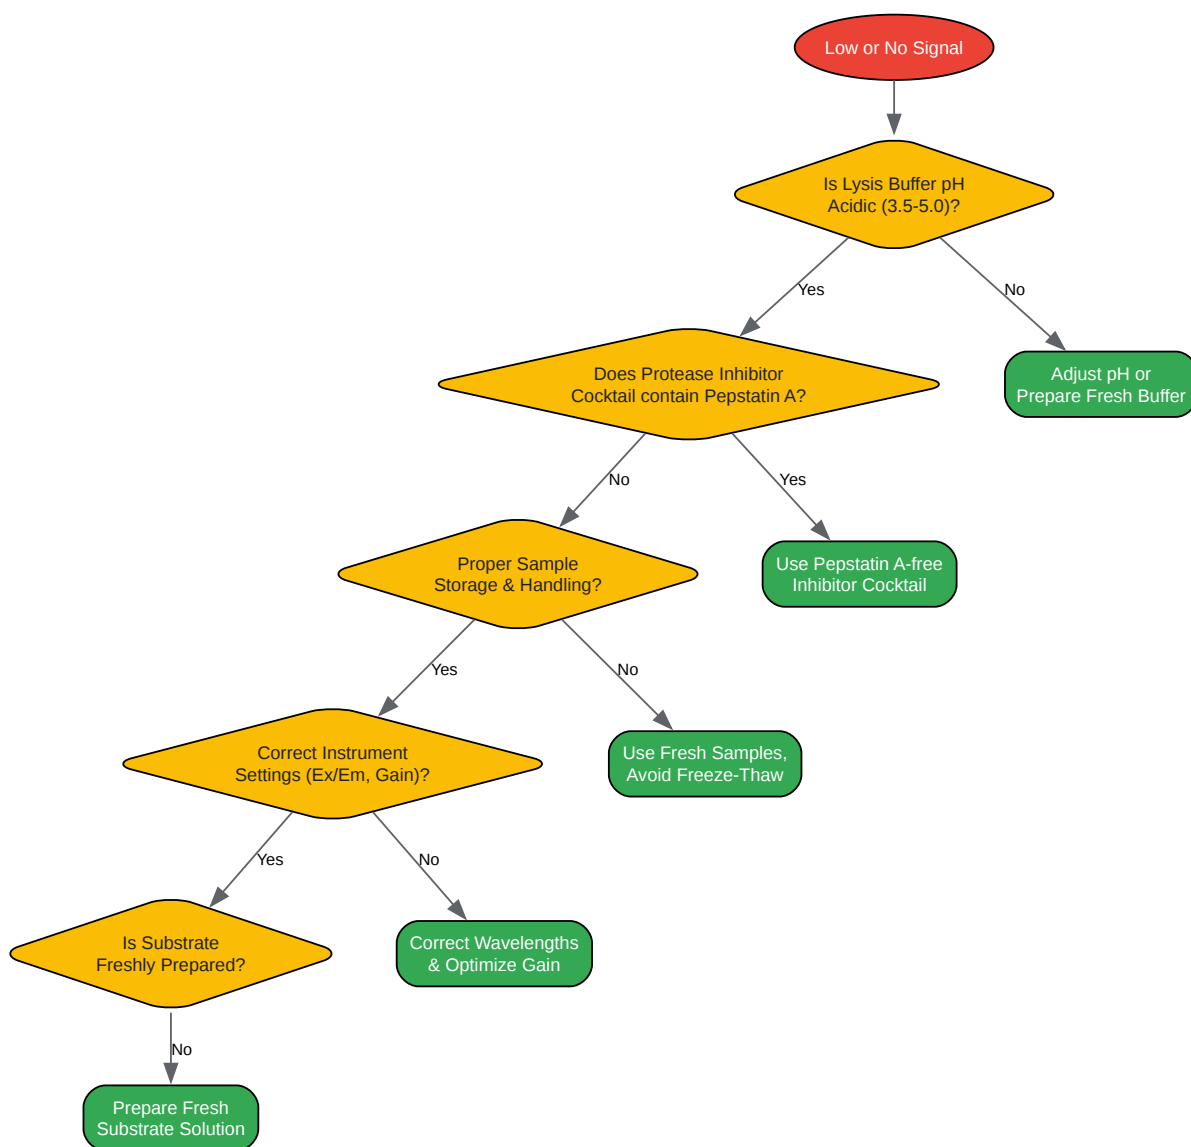 Low or No Signal
Is Lysis Buffer pH
Acidic (3.5-5.0)?
Yes
No
Does Protease Inhibitor
Cocktail contain Pepstatin A?
Adjust pH or
Prepare Fresh Buffer
No
Yes
Proper Sample
Storage & Handling?
Use Pepstatin A-free
Inhibitor Cocktail
Yes
No
Correct Instrument
Settings (Ex/Em, Gain)?
Use Fresh Samples,
Avoid Freeze-Thaw
Yes
No
Is Substrate
Freshly Prepared?
Correct Wavelengths
& Optimize Gain
No
Prepare Fresh
Substrate Solution